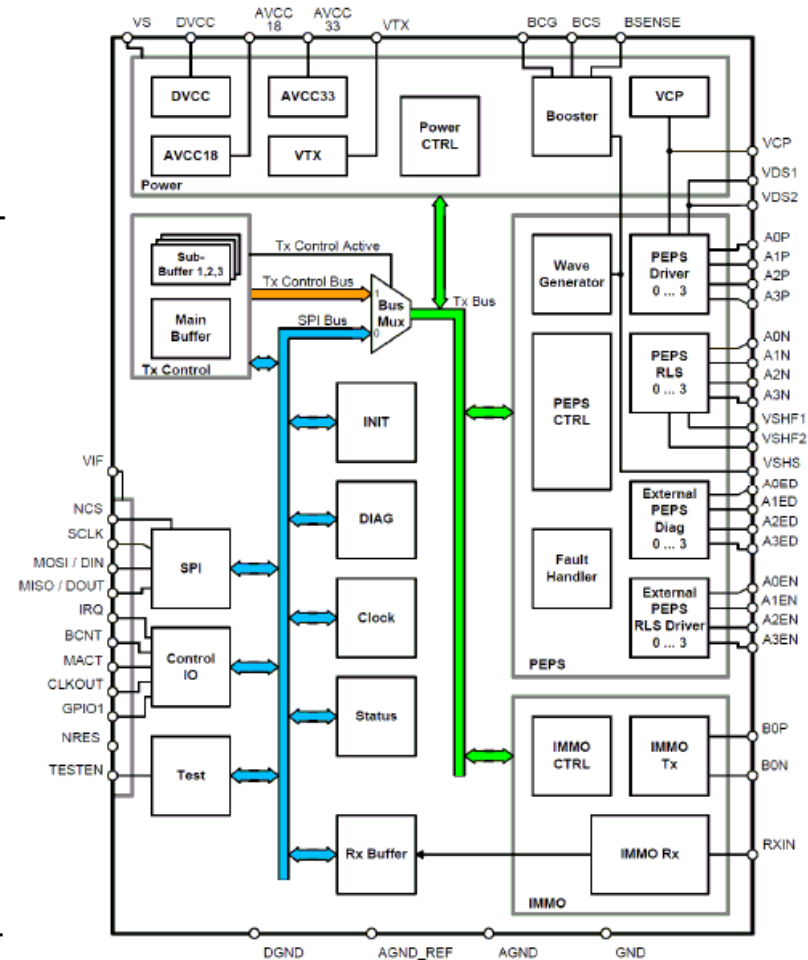 VS
DVCC
AVCC
18
AVCC
33
VTX
BCG
BCS
BSENSE
DVCC
AVCC33
Power
CTRL
Booster
VCP
AVCC18
VTX
Power
VCP
VDS1
VDS2
Sub-
Buffer 1,2,3
Main
Buffer
Tx Control
Tx Control Active
Tx Control Bus
SPI Bus
1
Bus
Mux
0
Tx Bus
Wave
Generator
PEPS
Driver
0 ... 3
A0P
A1P
A2P
A3P
PEPS
CTRL
PEPS
RLS
0 ... 3
A0N
A1N
A2N
A3N
VSHF1
VSHF2
VSHS
INIT
DIAG
Clock
Status
Rx Buffer
External
PEPS
Diag
0 ... 3
A0ED
A1ED
A2ED
A3ED
Fault
Handler
External
PEPS
RLS Driver
0 ... 3
A0EN
A1EN
A2EN
A3EN
PEPS
VIF
NCS
SCLK
MOSI / DIN
MISO / DOUT
IRQ
BCNT
MACT
CLKOUT
GPIO1
NRES
TESTEN
SPI
Control
IO
Test
IMMO
CTRL
IMMO
Tx
B0P
B0N
IMMO Rx
RXIN
IMMO
DGND
AGND_REF
AGND
GND